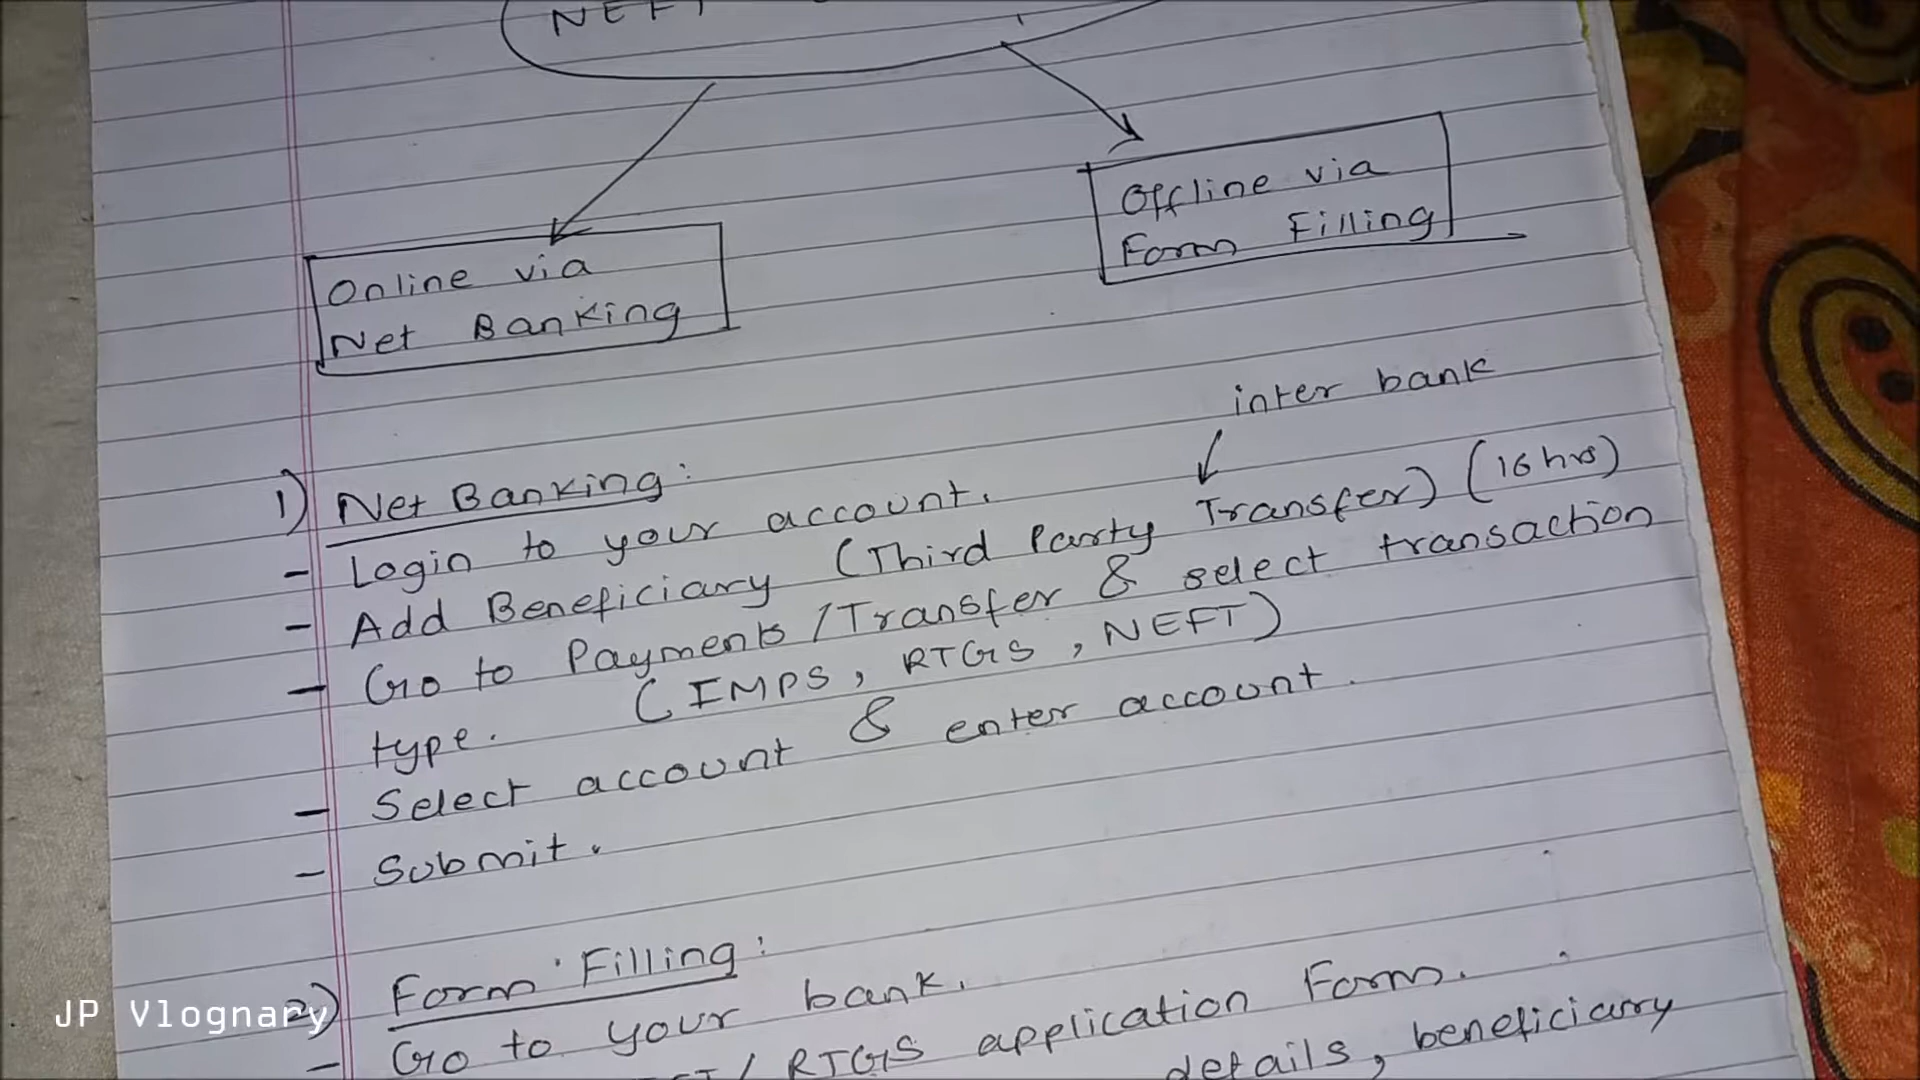 NEFT
Offline via
Form Filling
Online via
Net Banking
inter bank
1) Net Banking:
- Login to your account.
- Add Beneficiary (Third Party Transfer) (16 hrs)
- Go to Payments / Transfer & select transaction
type. (IMPS, RTGS, NEFT)
- Select account & enter account.
- Submit.
2) Form Filling:
- Go to your bank.
/ RTGS application Form.
details, beneficiary
JP Vlognary